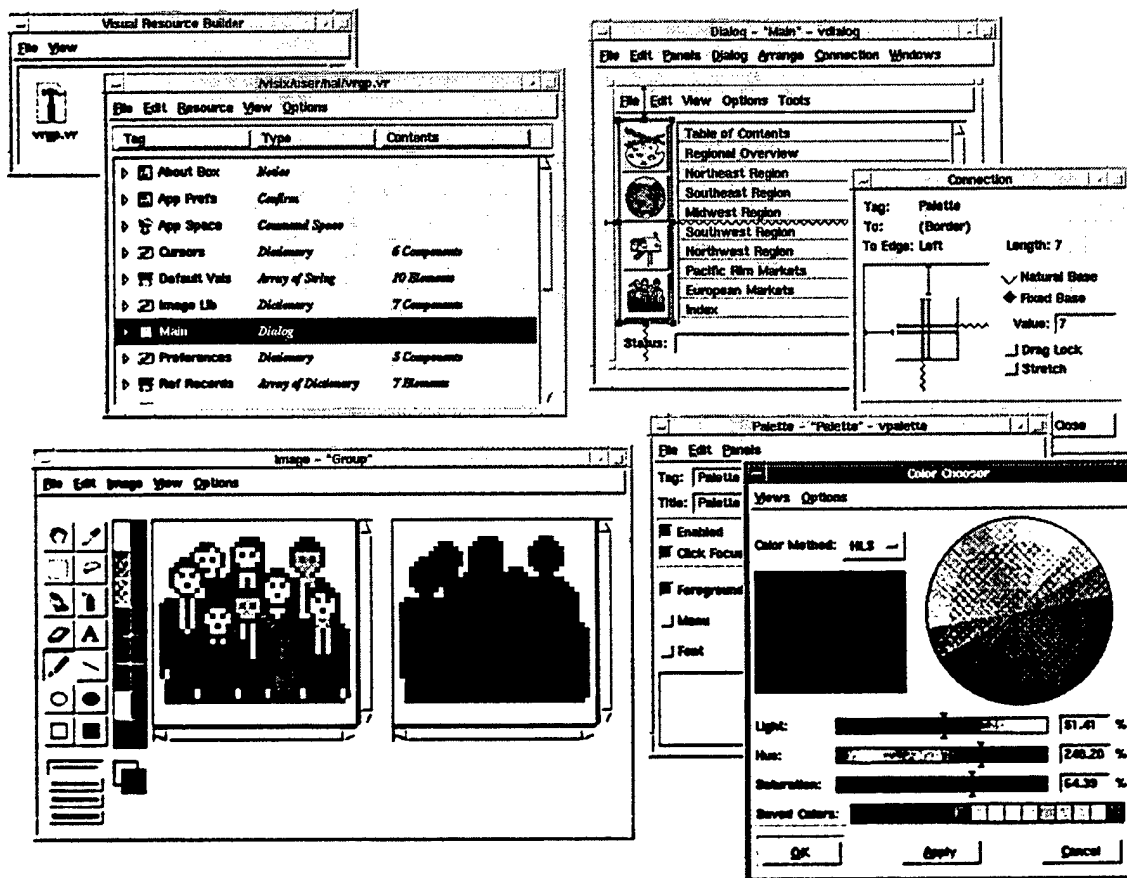 Visual Resource Builder
File View
vrgp.vr
/visix/user/hal/vrgp.vr
File Edit Resource View Options
Tag Type Contents
About Box Notice
App Prefs Confirm
App Space Command Space
Cursors Dictionary 6 Components
Default Vals Array of String 10 Elements
Image Lib Dictionary 7 Components
Main Dialog
Preferences Dictionary 5 Components
Ref Records Array of Dictionary 7 Elements
Dialog - "Main" - vdialog
File Edit Panels Dialog Arrange Connection Windows
File Edit View Options Tools
Table of Contents
Regional Overview
Northeast Region
Southeast Region
Midwest Region
Southwest Region
Northwest Region
Pacific Rim Markets
European Markets
Index
Status:
Connection
Tag: Palette
To: (Border)
To Edge: Left Length: 7
Natural Base
Fixed Base
Value: 7
Drag Lock
Stretch
Close
Image - "Group"
File Edit Image View Options
A
Palette - "Palette" - vpalette
File Edit Panels
Tag: Palette
Title: Palette
Enabled
Click Focus
Foreground
Menu
Font
Color Chooser
Views Options
Color Method: HLS
Light: 51.41 %
Hue: 240.20 %
Saturation: 64.39 %
Saved Colors:
OK Apply Cancel